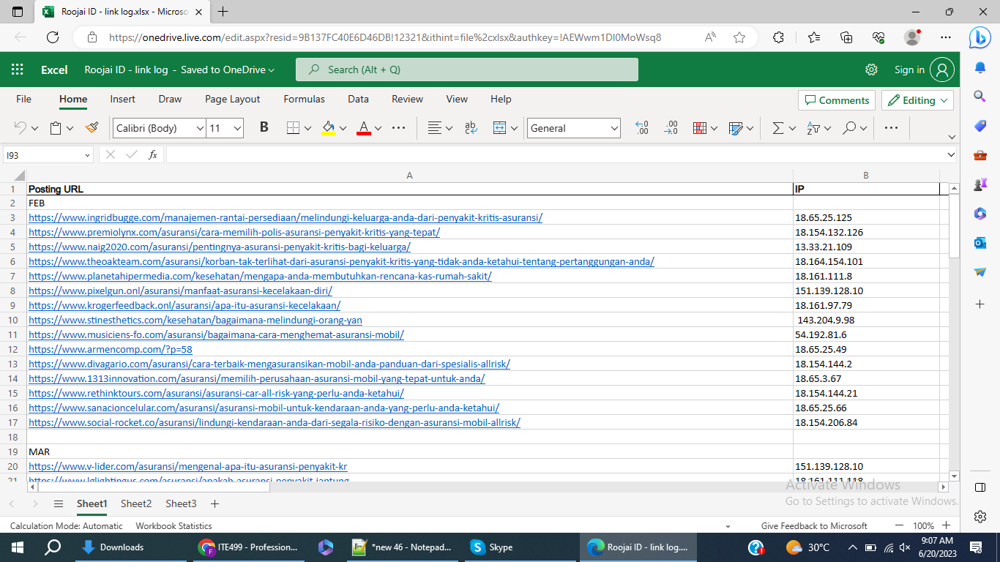 Roojai ID - link log.xlsx - Microso
https://onedrive.live.com/edit.aspx?resid=9B137FC40E6D46DB!12321&ithint=file%2cxlsx&authkey=!AEWwm1Dl0MoWsq8
Excel Roojai ID - link log - Saved to OneDrive Search (Alt + Q) Sign in
File Home Insert Draw Page Layout Formulas Data Review View Help Comments Editing
Calibri (Body) 11 B A ab General .00 .00
I93 fx
A B
1 Posting URL IP
2 FEB
3 https://www.ingridbugge.com/manajemen-rantai-persediaan/melindungi-keluarga-anda-dari-penyakit-kritis-asuransi/ 18.65.25.125
4 https://www.premiolynx.com/asuransi/cara-memilih-polis-asuransi-penyakit-kritis-yang-tepat/ 18.154.132.126
5 https://www.naig2020.com/asuransi/pentingnya-asuransi-penyakit-kritis-bagi-keluarga/ 13.33.21.109
6 https://www.theoakteam.com/asuransi/korban-tak-terlihat-dari-asuransi-penyakit-kritis-yang-tidak-anda-ketahui-tentang-pertanggungan-anda/ 18.164.154.101
7 https://www.planetahipermedia.com/kesehatan/mengapa-anda-membutuhkan-rencana-kas-rumah-sakit/ 18.161.111.8
8 https://www.pixelgun.onl/asuransi/manfaat-asuransi-kecelakaan-diri/ 151.139.128.10
9 https://www.krogerfeedback.onl/asuransi/apa-itu-asuransi-kecelakaan/ 18.161.97.79
10 https://www.stinesthetics.com/kesehatan/bagaimana-melindungi-orang-yan 143.204.9.98
11 https://www.musiciens-fo.com/asuransi/bagaimana-cara-menghemat-asuransi-mobil/ 54.192.81.6
12 https://www.armencomp.com/?p=58 18.65.25.49
13 https://www.divagario.com/asuransi/cara-terbaik-mengasuransikan-mobil-anda-panduan-dari-spesialis-allrisk/ 18.154.144.2
14 https://www.1313innovation.com/asuransi/memilih-perusahaan-asuransi-mobil-yang-tepat-untuk-anda/ 18.65.3.67
15 https://www.rethinktours.com/asuransi/asuransi-car-all-risk-yang-perlu-anda-ketahui/ 18.154.144.21
16 https://www.sanacioncelular.com/asuransi/asuransi-mobil-untuk-kendaraan-anda-yang-perlu-anda-ketahui/ 18.65.25.66
17 https://www.social-rocket.co/asuransi/lindungi-kendaraan-anda-dari-segala-risiko-dengan-asuransi-mobil-allrisk/ 18.154.206.84
18
19 MAR
20 https://www.v-lider.com/asuransi/mengenal-apa-itu-asuransi-penyakit-kr 151.139.128.10
21 https://www.lglightingus.com/asuransi/apakah-asuransi-penyakit-jantung 18.161.111.118
Activate Windows
Go to Settings to activate Windows.
Sheet1 Sheet2 Sheet3
Calculation Mode: Automatic Workbook Statistics Give Feedback to Microsoft 100%
Downloads ITE499 - Profession... *new 46 - Notepad... Skype Roojai ID - link log.... 30°C 9:07 AM
6/20/2023